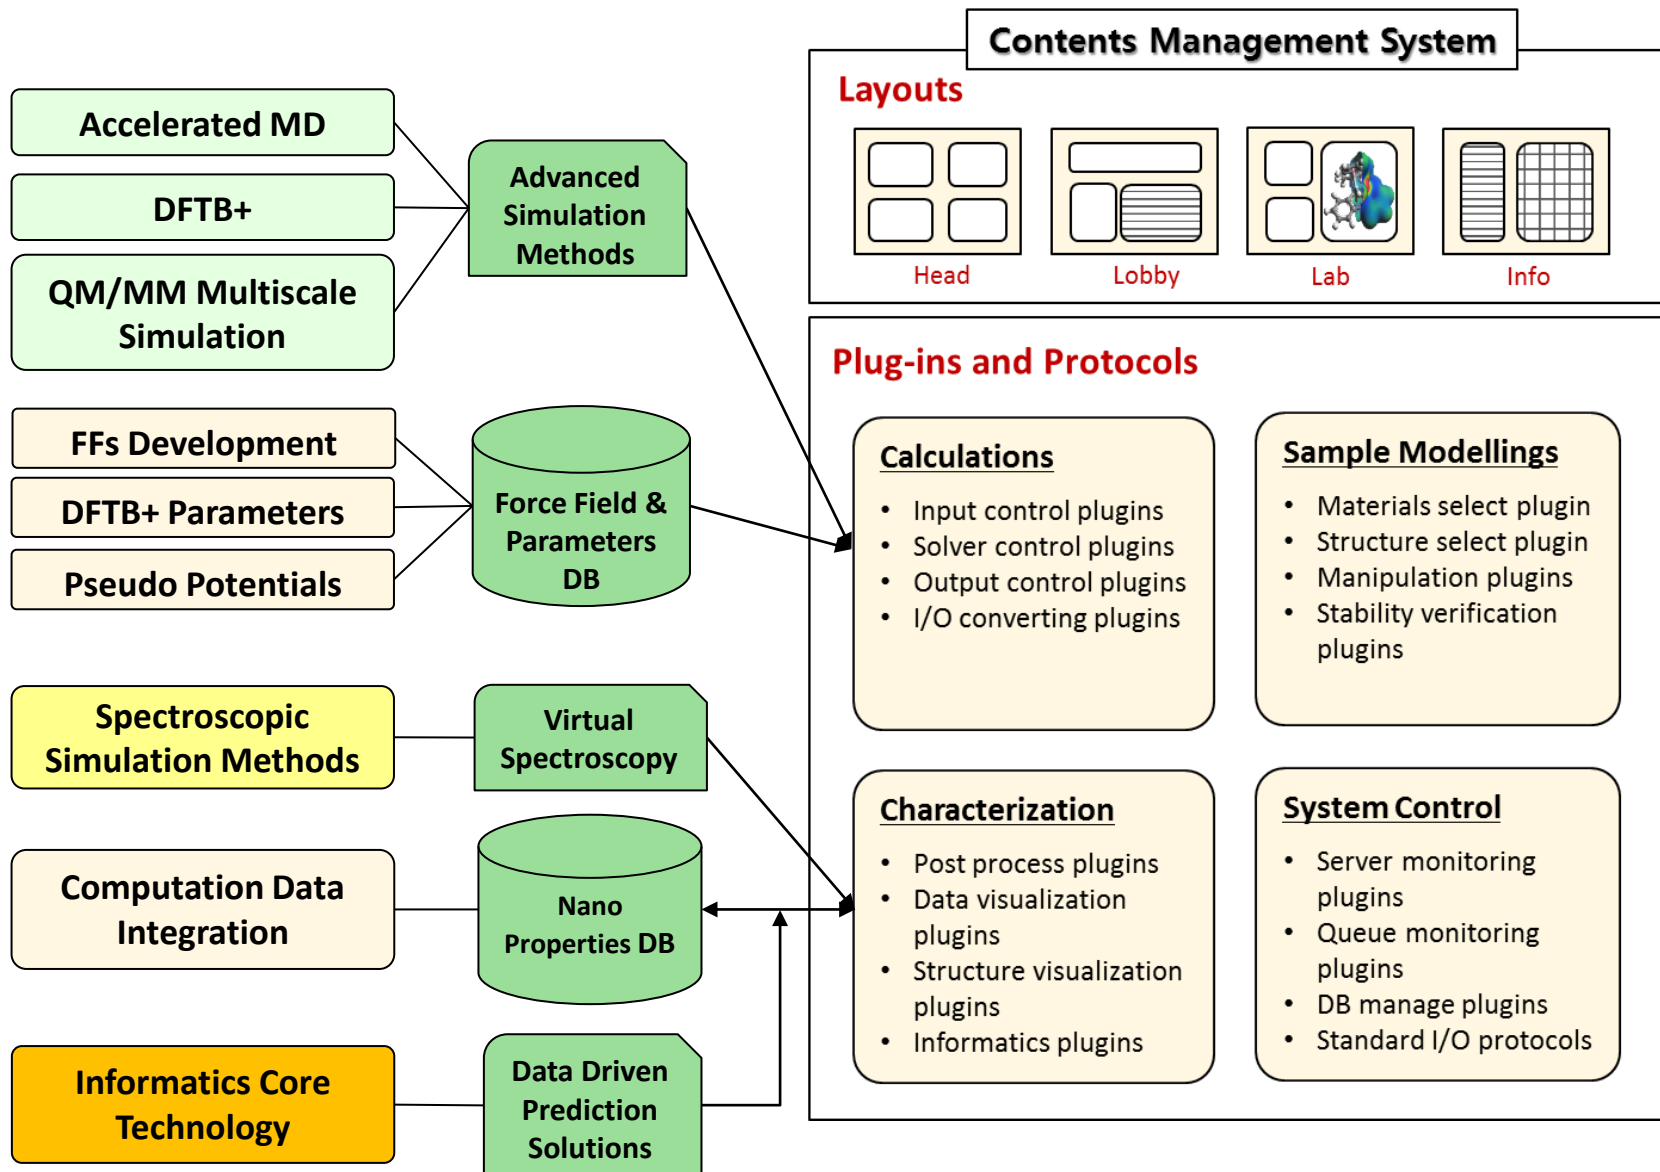 Accelerated MD
DFTB+
QM/MM Multiscale
Simulation
Advanced
Simulation
Methods
FFs Development
DFTB+ Parameters
Pseudo Potentials
Force Field &
Parameters
DB
Spectroscopic
Simulation Methods
Virtual
Spectroscopy
Computation Data
Integration
Nano
Properties DB
Informatics Core
Technology
Data Driven
Prediction
Solutions
Contents Management System
Layouts
Head
Lobby
Lab
Info
Plug-ins and Protocols
Calculations
• Input control plugins
• Solver control plugins
• Output control plugins
• I/O converting plugins
Sample Modellings
• Materials select plugin
• Structure select plugin
• Manipulation plugins
• Stability verification
plugins
Characterization
• Post process plugins
• Data visualization
plugins
• Structure visualization
plugins
• Informatics plugins
System Control
• Server monitoring
plugins
• Queue monitoring
plugins
• DB manage plugins
• Standard I/O protocols